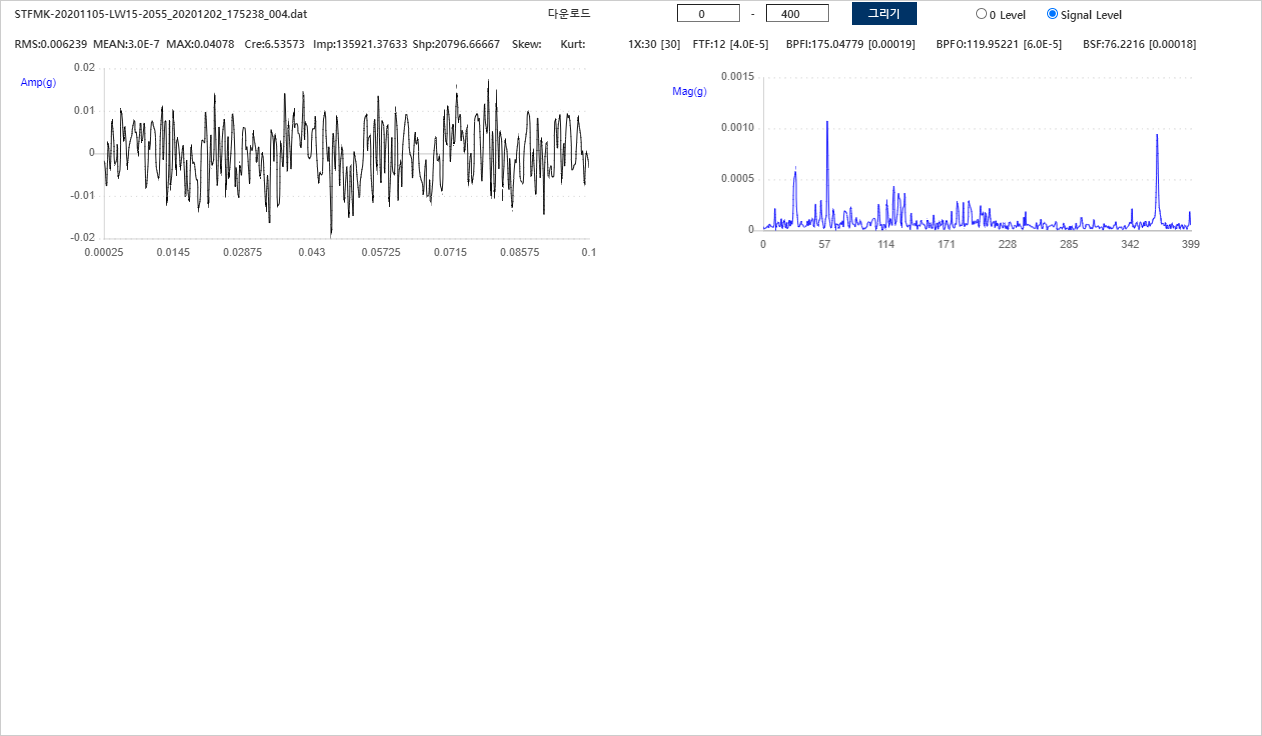 STFMK-20201105-LW15-2055_20201202_175238_004.dat 다운로드 0 - 400 그리기 0 Level Signal Level
RMS:0.006239 MEAN:3.0E-7 MAX:0.04078 Cre:6.53573 Imp:135921.37633 Shp:20796.66667 Skew: Kurt: 1X:30 [30] FTF:12 [4.0E-5] BPFI:175.04779 [0.00019] BPFO:119.95221 [6.0E-5] BSF:76.2216 [0.00018]
Amp(g)
0.02
0.01
0
-0.01
-0.02
0.00025 0.0145 0.02875 0.043 0.05725 0.0715 0.08575 0.1
Mag(g)
0.0015
0.0010
0.0005
0
0 57 114 171 228 285 342 399